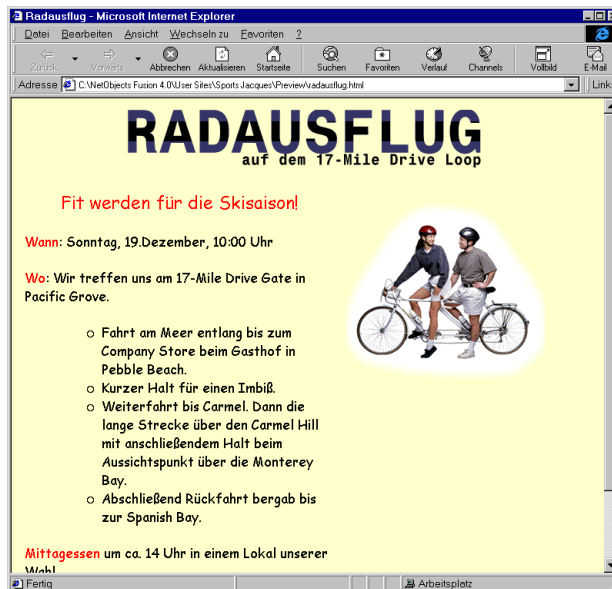 Radausflug - Microsoft Internet Explorer
Datei Bearbeiten Ansicht Wechseln zu Favoriten ?
Zurück Vorwärts Abbrechen Aktualisieren Startseite Suchen Favoriten Verlauf Channels Vollbild E-Mail
Adresse C:\NetObjects Fusion 4.0\User Sites\Sports Jacques\Preview\radausflug.html Link
RADAUSFLUG
auf dem 17-Mile Drive Loop
Fit werden für die Skisaison!
Wann: Sonntag, 19.Dezember, 10:00 Uhr
Wo: Wir treffen uns am 17-Mile Drive Gate in
Pacific Grove.
Fahrt am Meer entlang bis zum
Company Store beim Gasthof in
Pebble Beach.
Kurzer Halt für einen Imbiß.
Weiterfahrt bis Carmel. Dann die
lange Strecke über den Carmel Hill
mit anschließendem Halt beim
Aussichtspunkt über die Monterey
Bay.
Abschließend Rückfahrt bergab bis
zur Spanish Bay.
Mittagessen um ca. 14 Uhr in einem Lokal unserer
Wahl
Fertig Arbeitsplatz